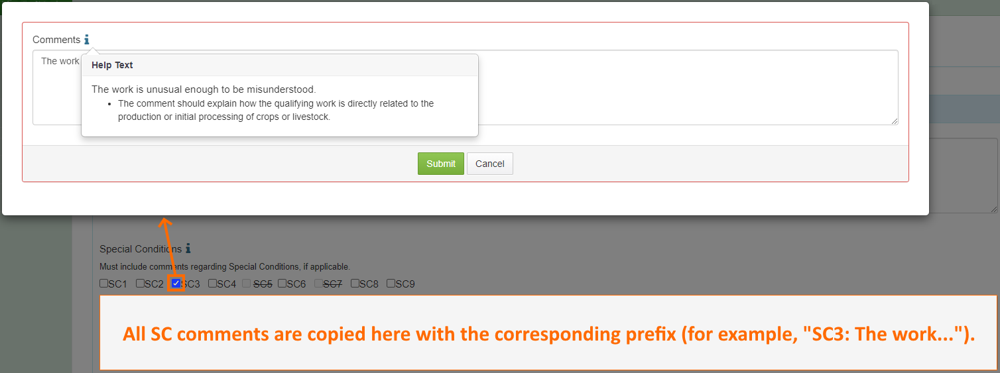 Comments
The work
Help Text
The work is unusual enough to be misunderstood.
• The comment should explain how the qualifying work is directly related to the
production or initial processing of crops or livestock.
Submit Cancel
Special Conditions
Must include comments regarding Special Conditions, if applicable.
SC1 SC2 SC3 SC4 SC5 SC6 SC7 SC8 SC9
All SC comments are copied here with the corresponding prefix (for example, "SC3: The work...").